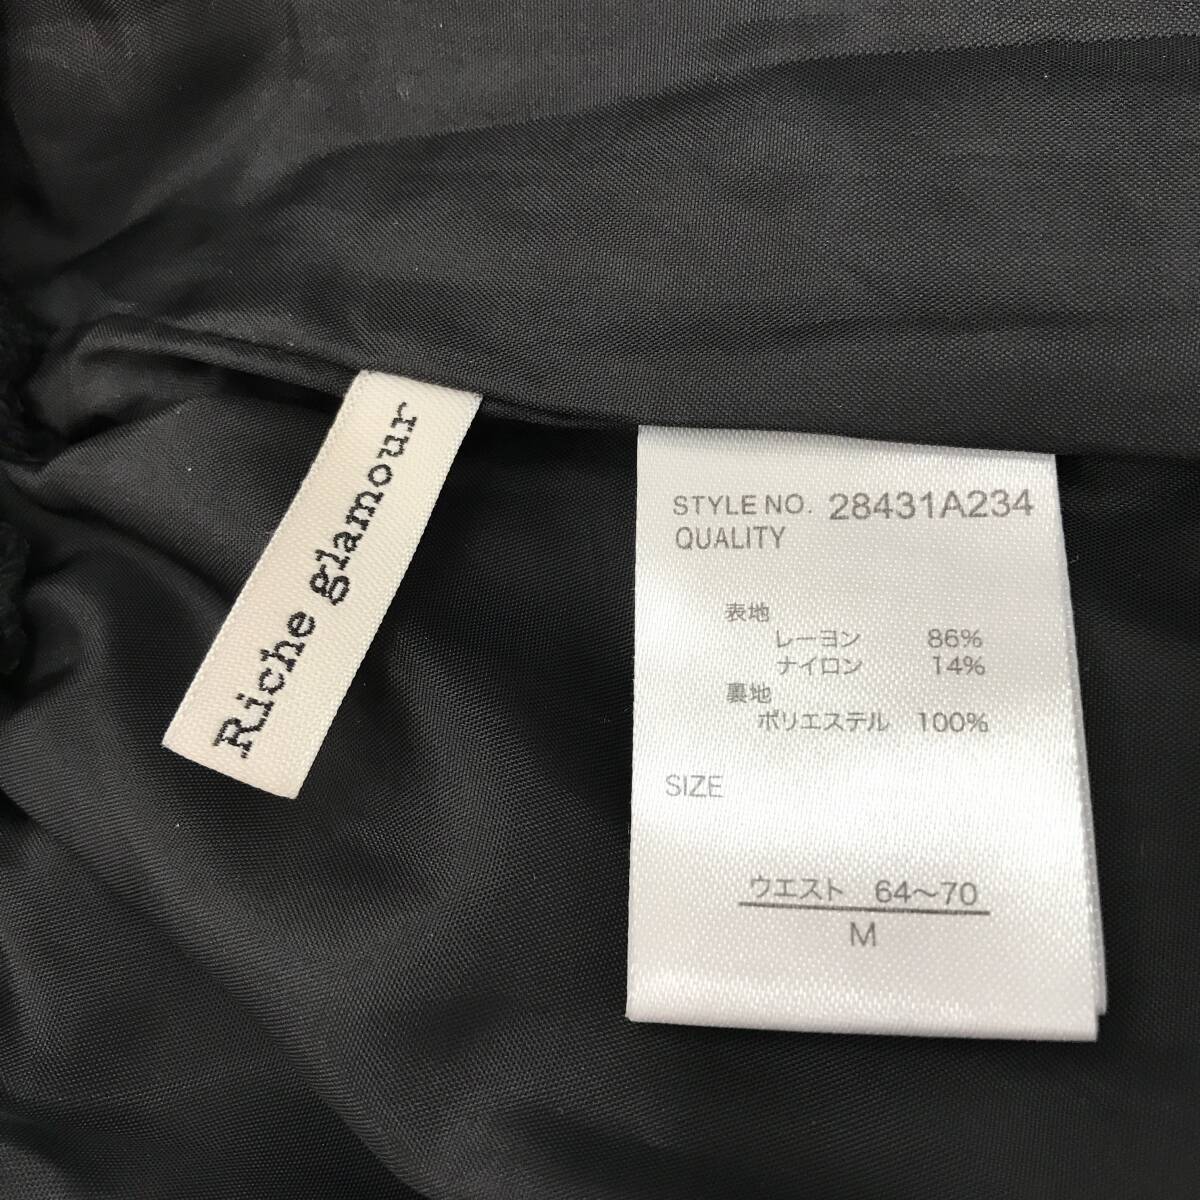 Riche glamour
STYLE NO. 28431A234
QUALITY
表地
レーヨン 86%
ナイロン 14%
裏地
ポリエステル 100%
SIZE
ウエスト 64〜70
M